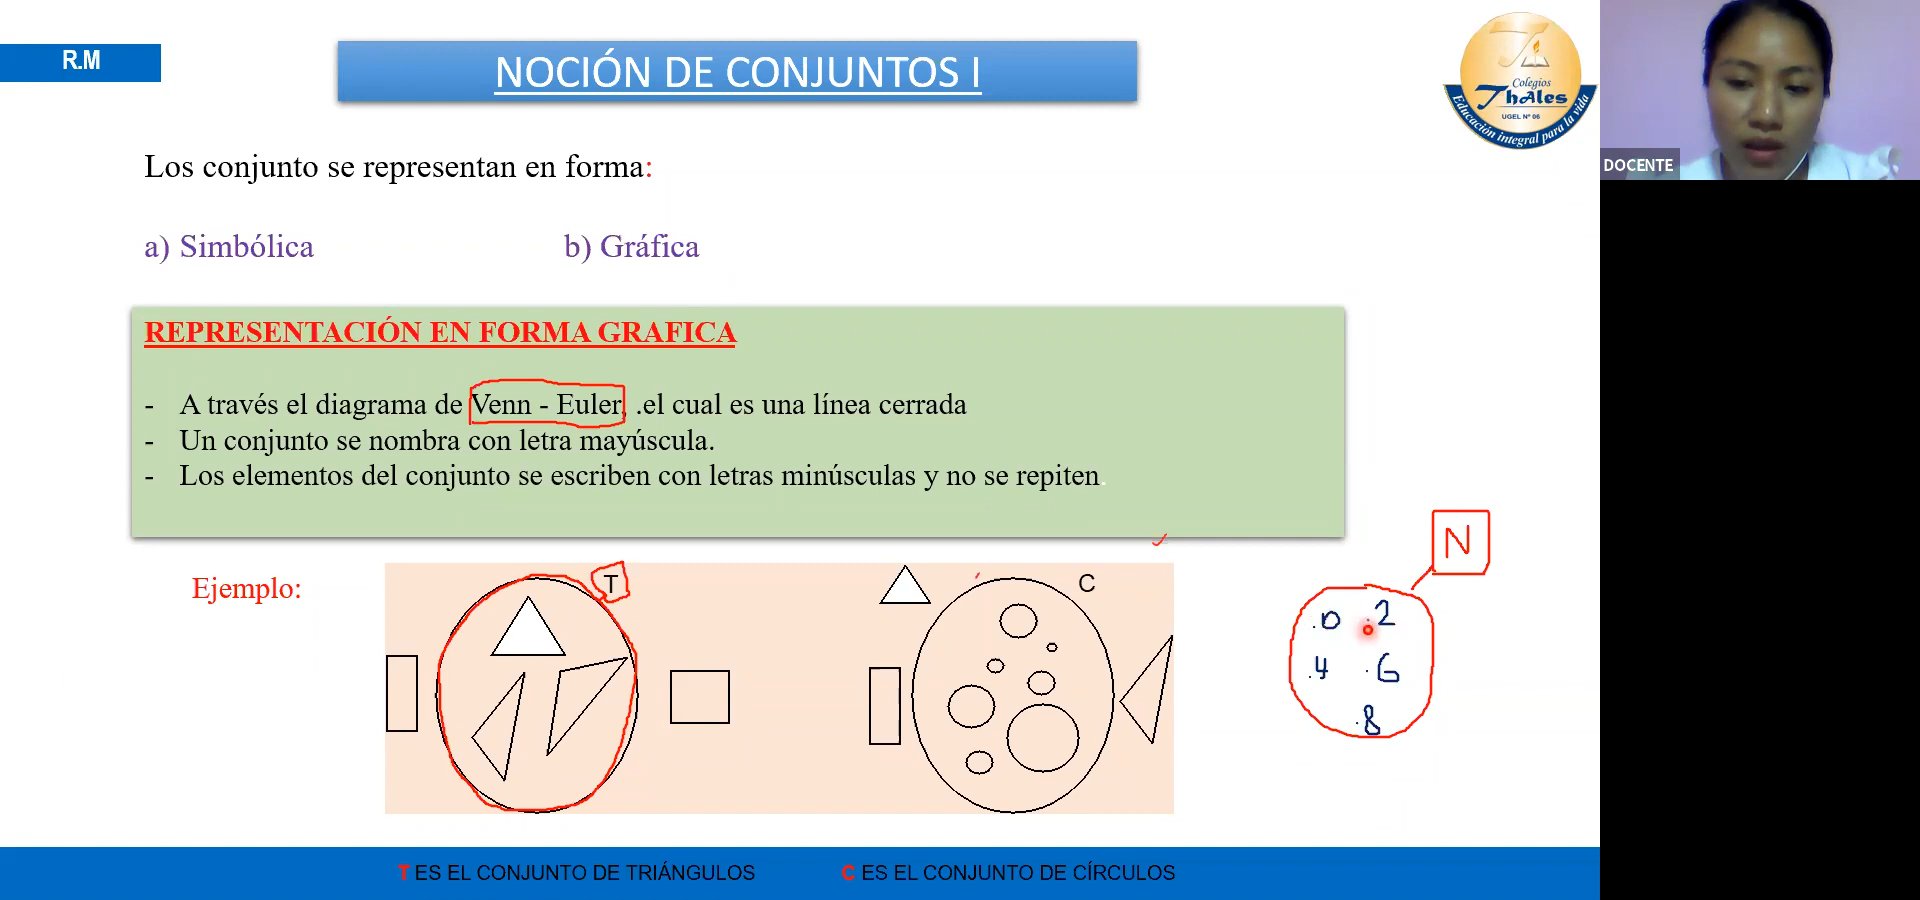 R.M
NOCIÓN DE CONJUNTOS I
Colegios
Thales
UGEL Nº 06
Educación integral para la vida
DOCENTE
Los conjunto se representan en forma:
a) Simbólica b) Gráfica
REPRESENTACIÓN EN FORMA GRAFICA
- A través el diagrama de Venn - Euler, .el cual es una línea cerrada
- Un conjunto se nombra con letra mayúscula.
- Los elementos del conjunto se escriben con letras minúsculas y no se repiten.
N
Ejemplo:
T
C
.0 .2
.4 .6
.8
T ES EL CONJUNTO DE TRIÁNGULOS C ES EL CONJUNTO DE CÍRCULOS